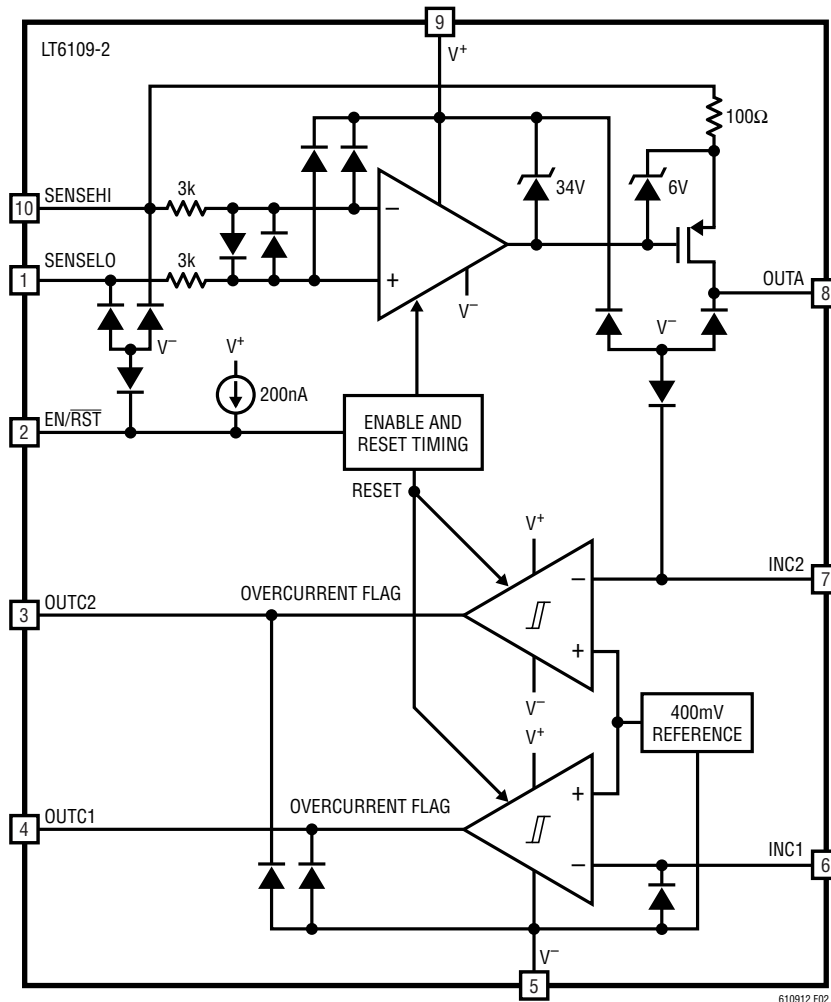 9
LT6109-2
V+
100Ω
34V
6V
10
SENSEHI
3k
−
1
SENSELO
3k
+
V−
OUTA
8
V−
V−
V+
200nA
2
EN/RST
ENABLE AND
RESET TIMING
RESET
V+
INC2
7
−
3
OUTC2
OVERCURRENT FLAG
+
V−
400mV
REFERENCE
V+
4
OUTC1
OVERCURRENT FLAG
+
−
INC1
6
V−
5
610912 F02